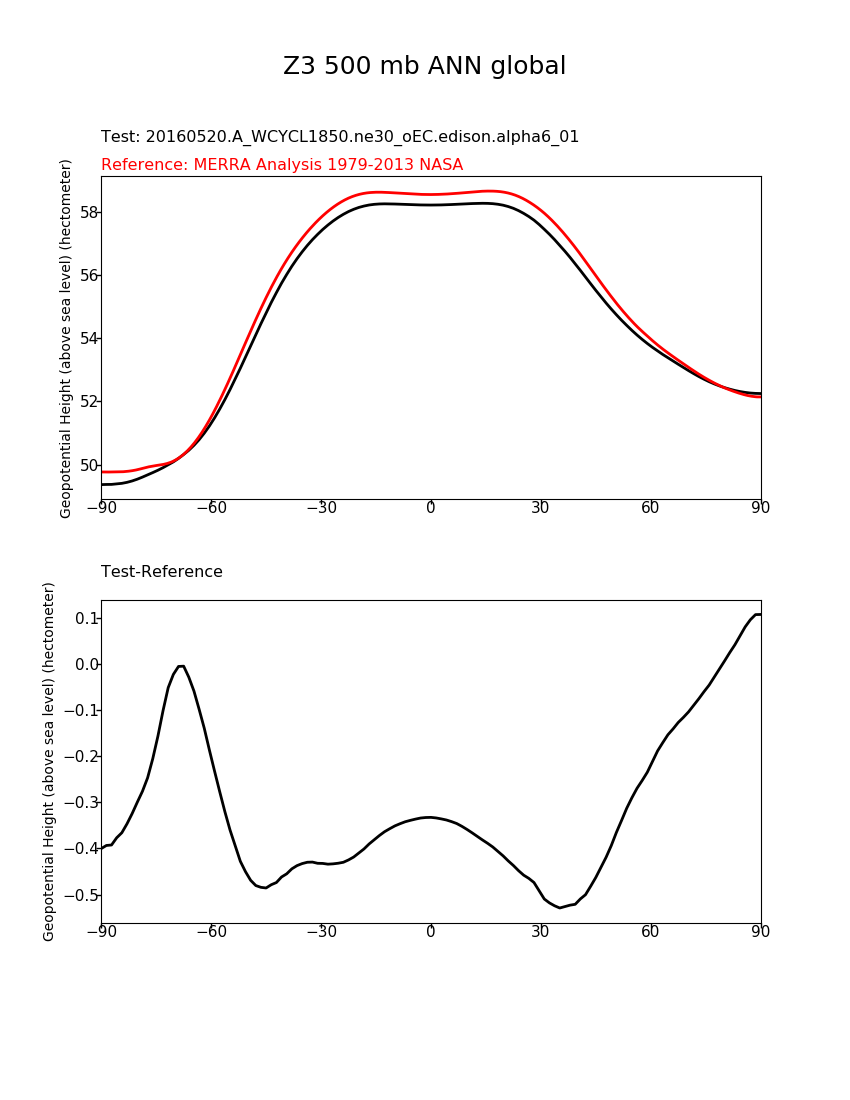 Z3 500 mb ANN global
Test: 20160520.A_WCYCL1850.ne30_oEC.edison.alpha6_01
Reference: MERRA Analysis 1979-2013 NASA
Geopotential Height (above sea level) (hectometer)
58
56
54
52
50
−90 −60 −30 0 30 60 90
Test-Reference
Geopotential Height (above sea level) (hectometer)
0.1
0.0
−0.1
−0.2
−0.3
−0.4
−0.5
−90 −60 −30 0 30 60 90